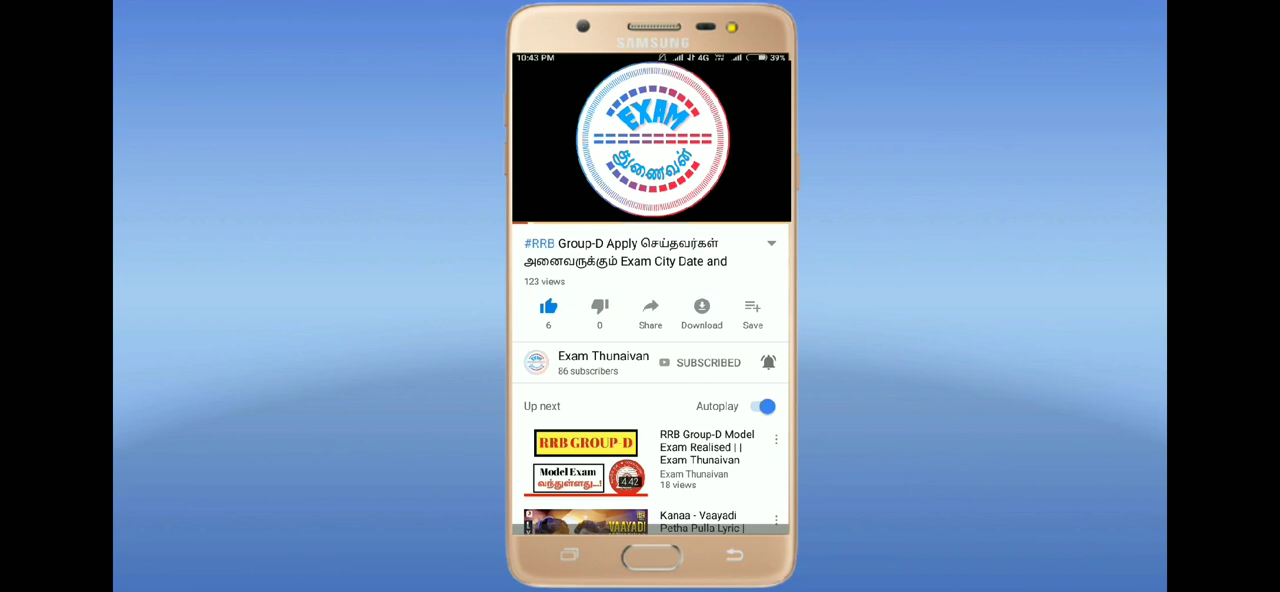 SAMSUNG
10:43 PM
4G
39%
EXAM
துணைவன்
#RRB Group-D Apply செய்தவர்கள்
அனைவருக்கும் Exam City Date and
123 views
6
0
Share
Download
Save
Exam Thunaivan
SUBSCRIBED
86 subscribers
Up next
Autoplay
RRB GROUP-D
Model Exam
வந்துள்ளது...!
4:42
RRB Group-D Model
Exam Realised | |
Exam Thunaivan
Exam Thunaivan
18 views
VAAYADI
Kanaa - Vaayadi
Petha Pulla Lyric |